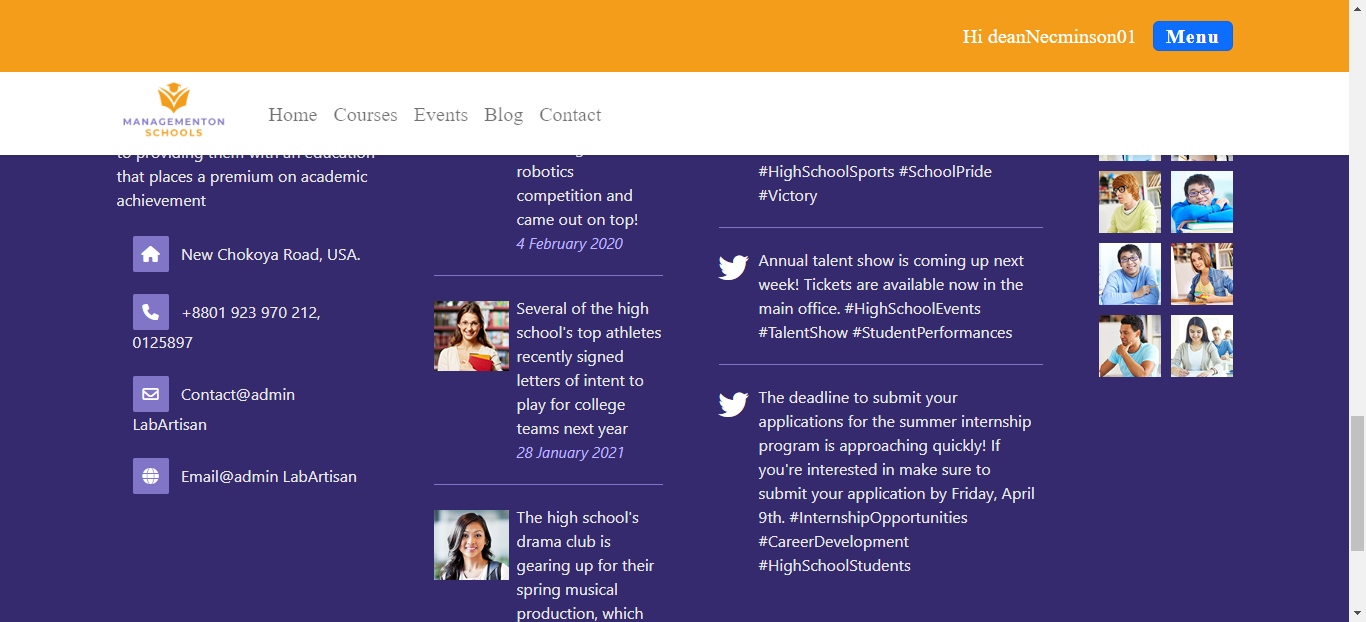 Hi deanNecminson01
Menu
MANAGEMENTON
SCHOOLS
Home
Courses
Events
Blog
Contact
to providing them with an education
that places a premium on academic
achievement
New Chokoya Road, USA.
+8801 923 970 212,
0125897
Contact@admin
LabArtisan
Email@admin LabArtisan
robotics
competition and
came out on top!
4 February 2020
Several of the high
school's top athletes
recently signed
letters of intent to
play for college
teams next year
28 January 2021
The high school's
drama club is
gearing up for their
spring musical
production, which
#HighSchoolSports #SchoolPride
#Victory
Annual talent show is coming up next
week! Tickets are available now in the
main office. #HighSchoolEvents
#TalentShow #StudentPerformances
The deadline to submit your
applications for the summer internship
program is approaching quickly! If
you're interested in make sure to
submit your application by Friday, April
9th. #InternshipOpportunities
#CareerDevelopment
#HighSchoolStudents